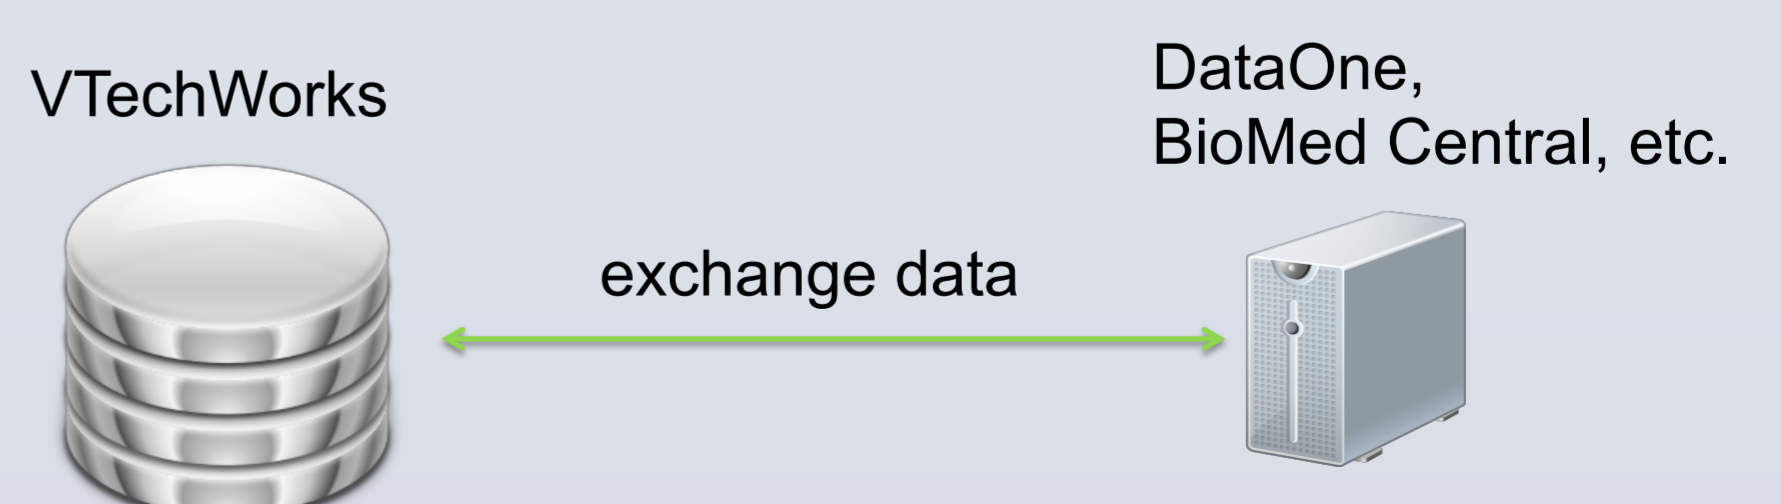 VTechWorks
DataOne,
BioMed Central, etc.
exchange data